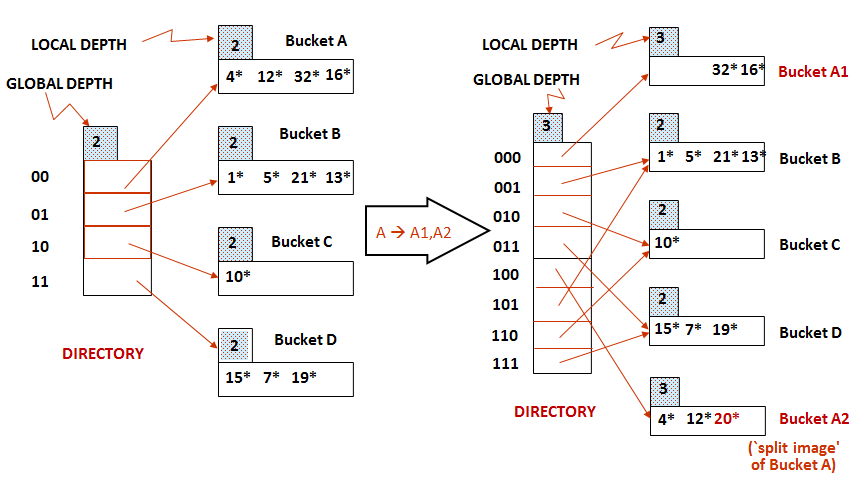 LOCAL DEPTH
2
Bucket A
4* 12* 32* 16*
GLOBAL DEPTH
2
2
Bucket B
1* 5* 21* 13*
00
01
10
11
2
Bucket C
10*
2
Bucket D
15* 7* 19*
DIRECTORY
A → A1,A2
LOCAL DEPTH
3
32* 16*
Bucket A1
GLOBAL DEPTH
3
2
1* 5* 21* 13*
Bucket B
000
001
010
011
100
101
110
111
2
10*
Bucket C
2
15* 7* 19*
Bucket D
DIRECTORY
3
4* 12* 20*
Bucket A2
(`split image'
of Bucket A)